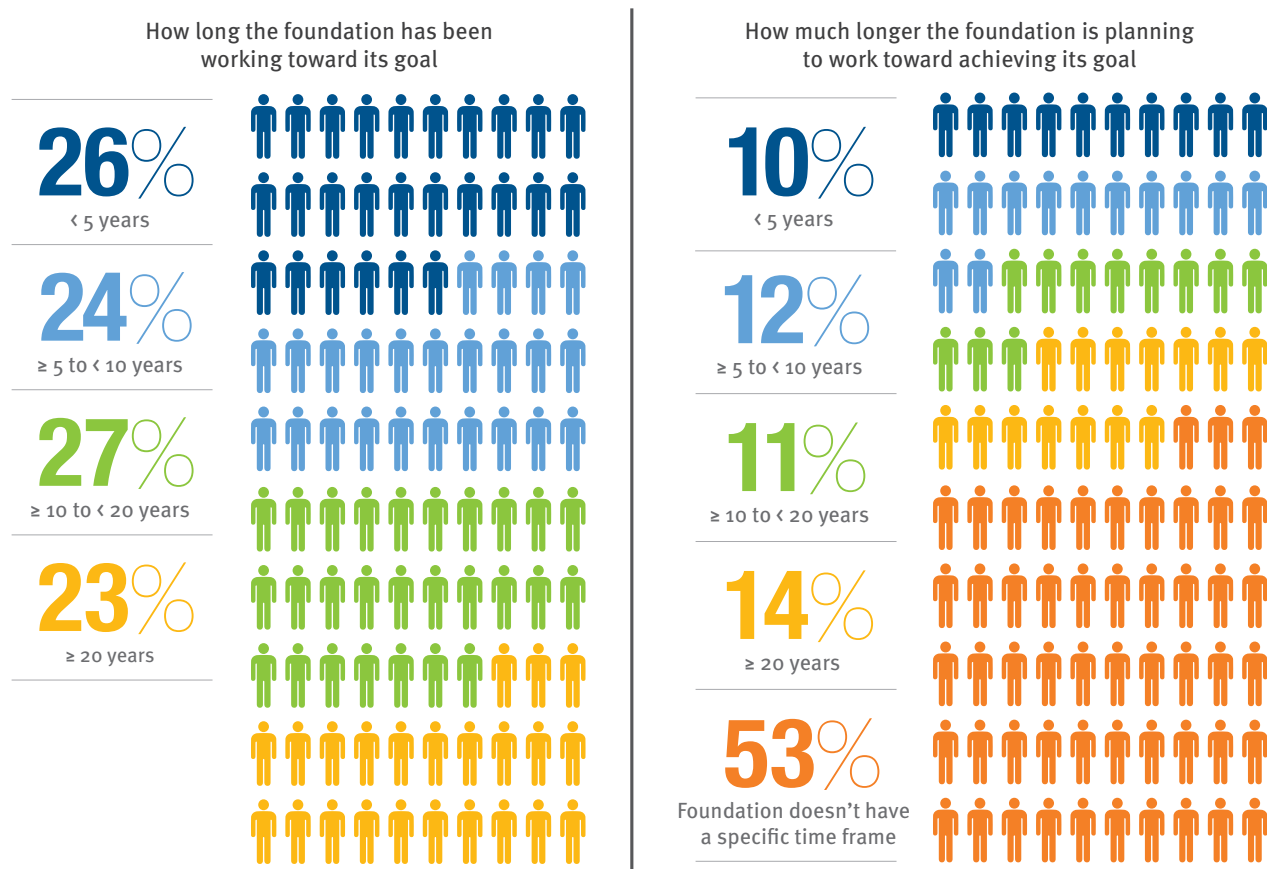 How long the foundation has been
working toward its goal
26%
< 5 years
24%
≥ 5 to < 10 years
27%
≥ 10 to < 20 years
23%
≥ 20 years
How much longer the foundation is planning
to work toward achieving its goal
10%
< 5 years
12%
≥ 5 to < 10 years
11%
≥ 10 to < 20 years
14%
≥ 20 years
53%
Foundation doesn’t have
a specific time frame